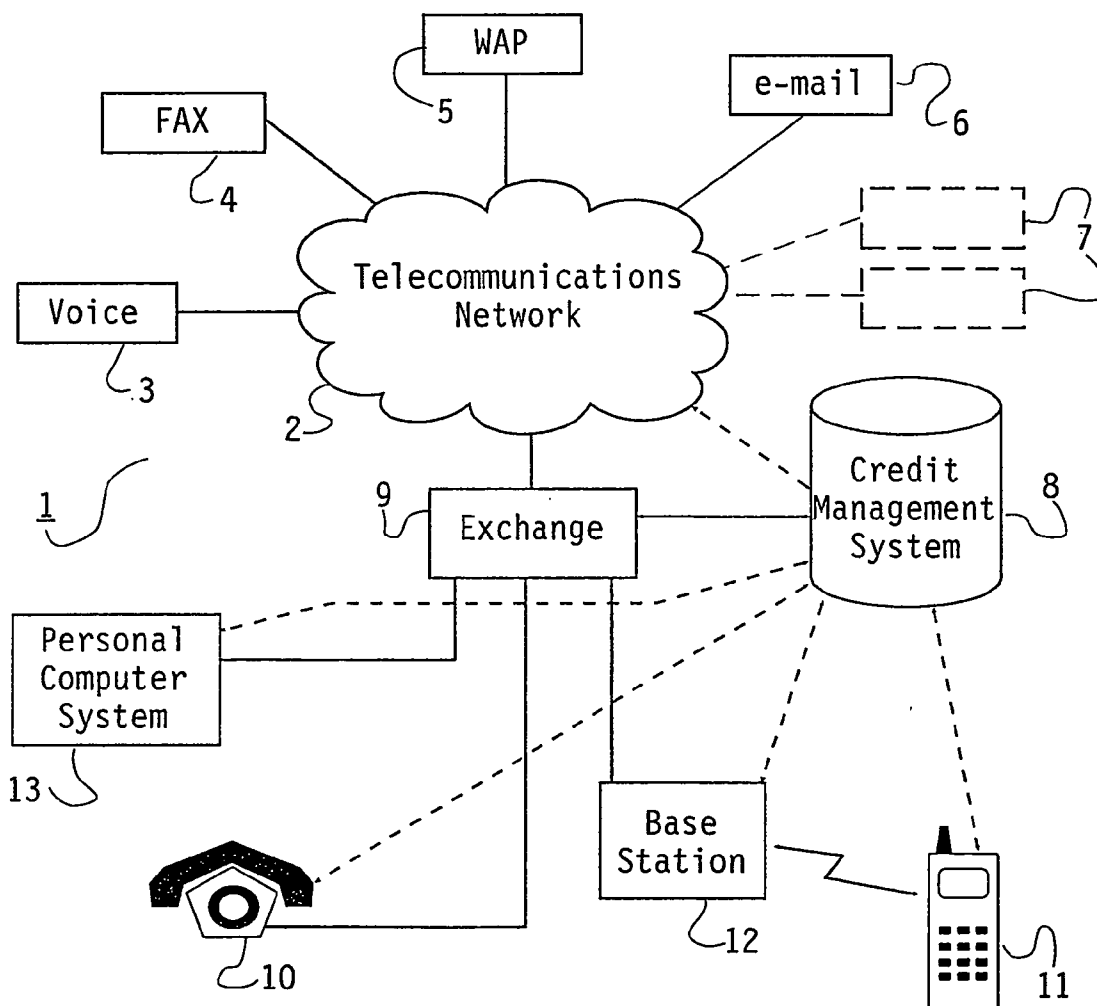 WAP
5
e-mail
6
FAX
4
7
Telecommunications
Network
Voice
3
2
1
9
Exchange
Credit
Management
System
8
Personal
Computer
System
13
Base
Station
12
10
11